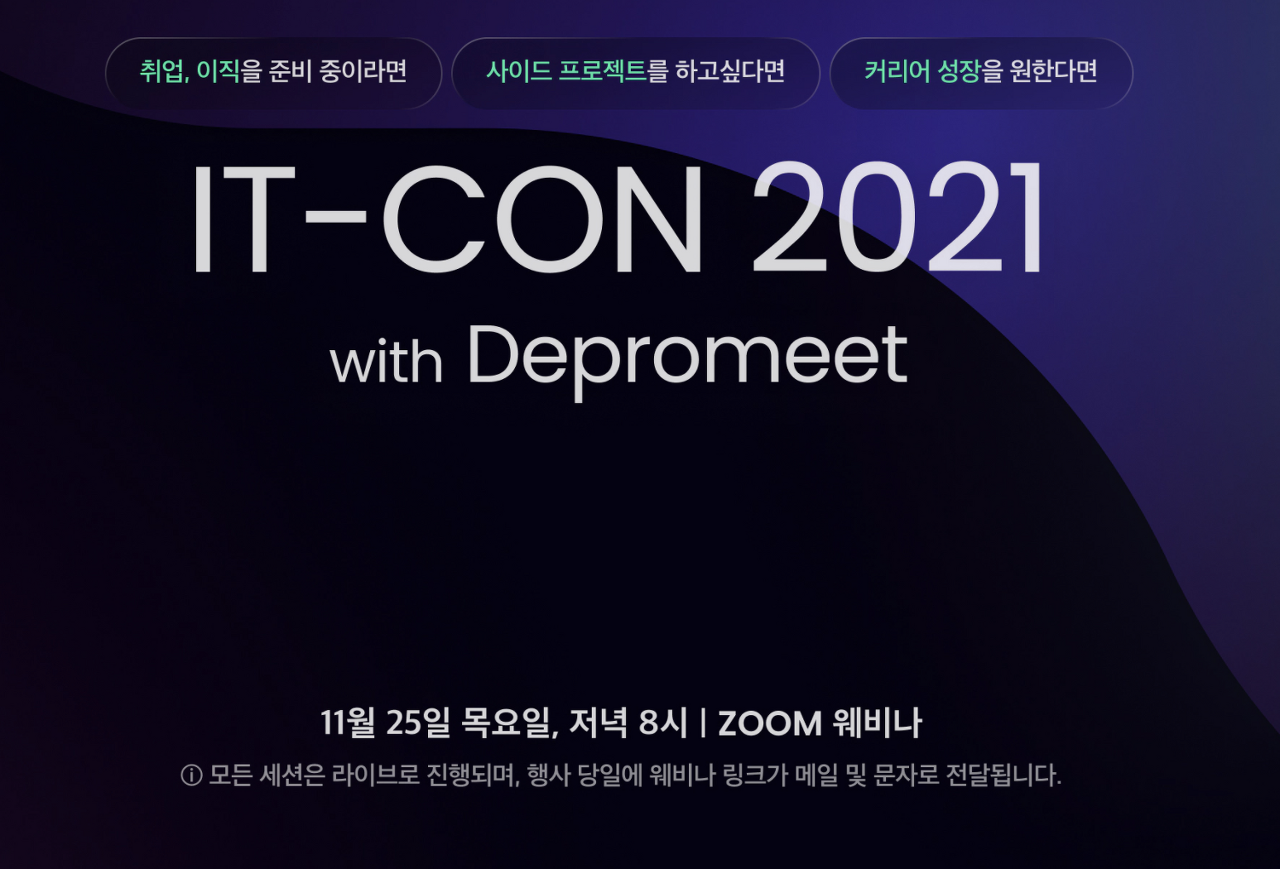 취업, 이직을 준비 중이라면 사이드 프로젝트를 하고싶다면 커리어 성장을 원한다면
IT-CON 2021
with Depromeet
11월 25일 목요일, 저녁 8시 | ZOOM 웨비나
ⓘ 모든 세션은 라이브로 진행되며, 행사 당일에 웨비나 링크가 메일 및 문자로 전달됩니다.